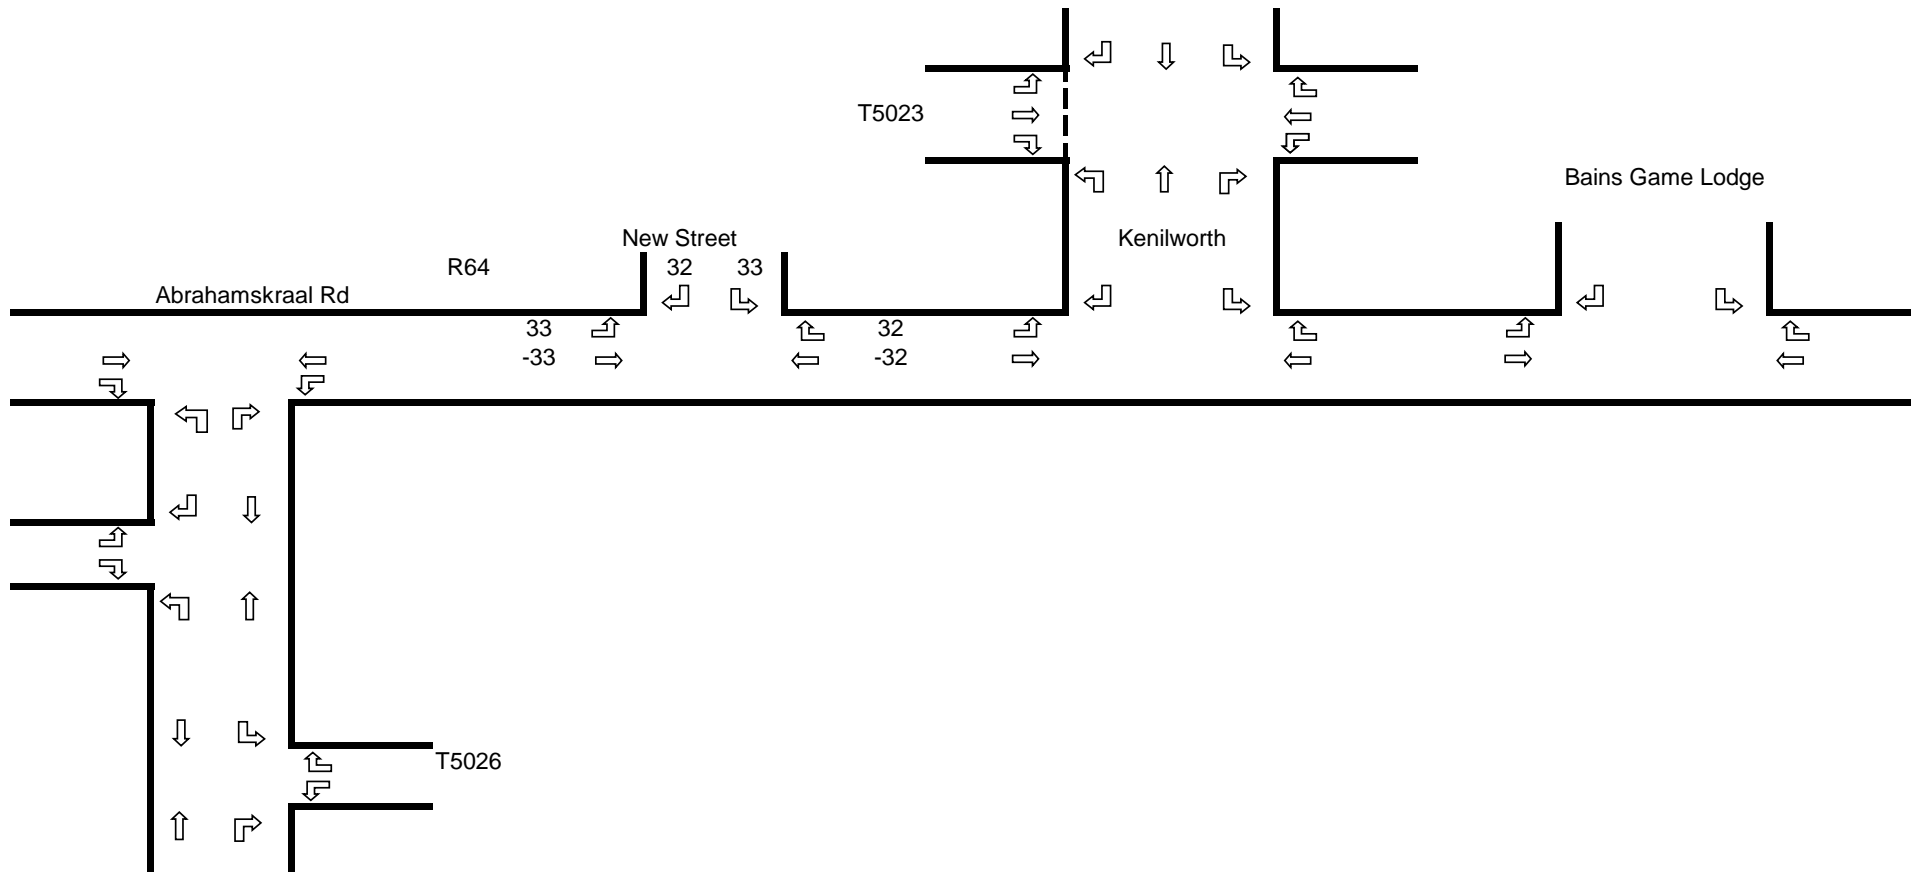 T5023
Bains Game Lodge
New Street
Kenilworth
R64
32 33
Abrahamskraal Rd
33
32
-33
-32
T5026